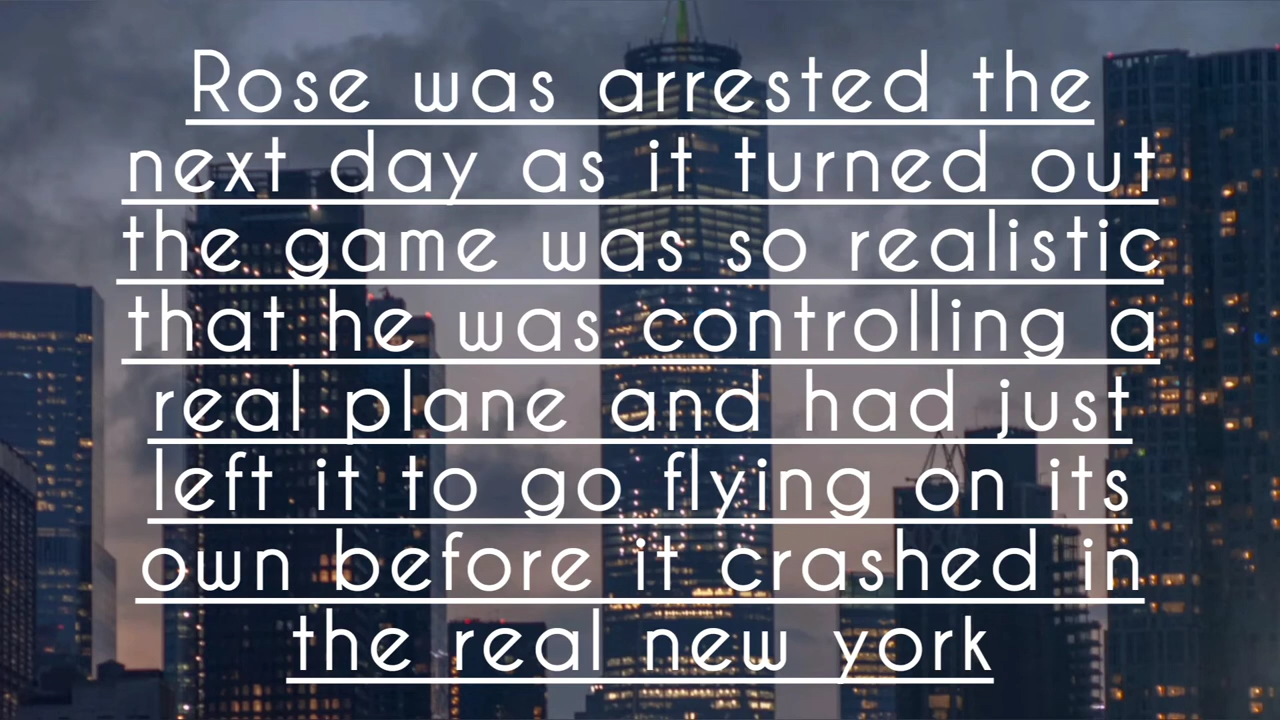 Rose was arrested the
next day as it turned out
the game was so realistic
that he was controlling a
real plane and had just
left it to go flying on its
own before it crashed in
the real new york